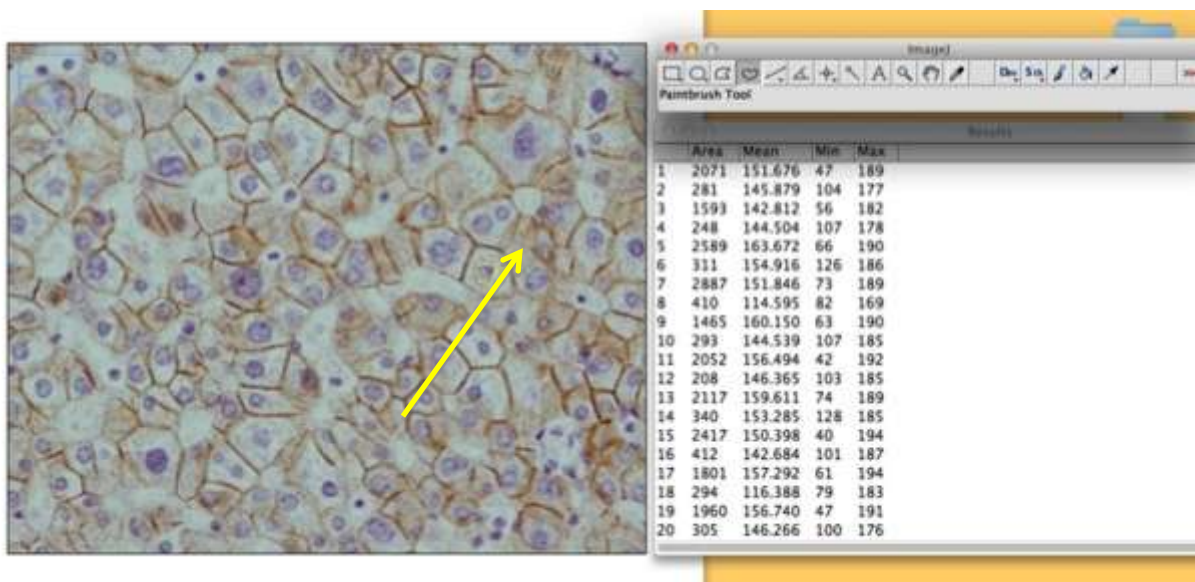 ImageJ
A
Paintbrush Tool
Results
Area Mean Min Max
1 2071 151.676 47 189
2 281 145.879 104 177
3 1593 142.812 56 182
4 248 144.504 107 178
5 2589 163.672 66 190
6 311 154.916 126 186
7 2887 151.846 73 189
8 410 114.595 82 169
9 1465 160.150 63 190
10 293 144.539 107 185
11 2052 156.494 42 192
12 208 146.365 103 185
13 2117 159.611 74 189
14 340 153.285 128 185
15 2417 150.398 40 194
16 412 142.684 101 187
17 1801 157.292 61 194
18 294 116.388 79 183
19 1960 156.740 47 191
20 305 146.266 100 176